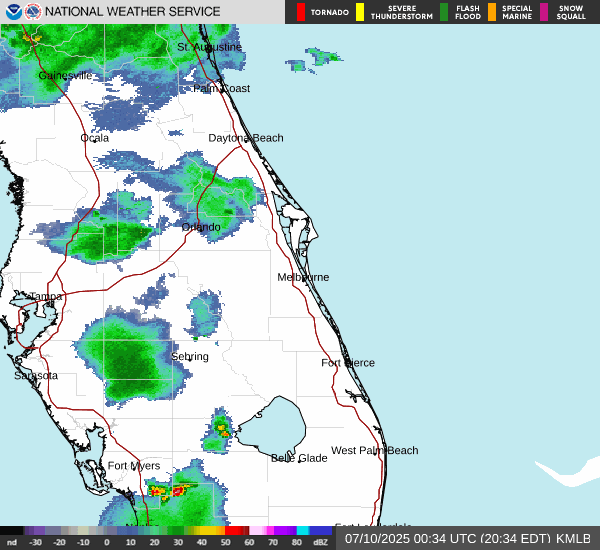 NATIONAL WEATHER SERVICE
TORNADO
SEVERE THUNDERSTORM
FLASH FLOOD
SPECIAL MARINE
SNOW SQUALL
St. Augustine
Gainesville
Palm Coast
Ocala
Daytona Beach
Orlando
Melbourne
Tampa
Sebring
Fort Pierce
Sarasota
West Palm Beach
Belle Glade
Fort Myers
nd -30 -20 -10 0 10 20 30 40 50 60 70 80 dBZ
07/10/2025 00:34 UTC (20:34 EDT) KMLB